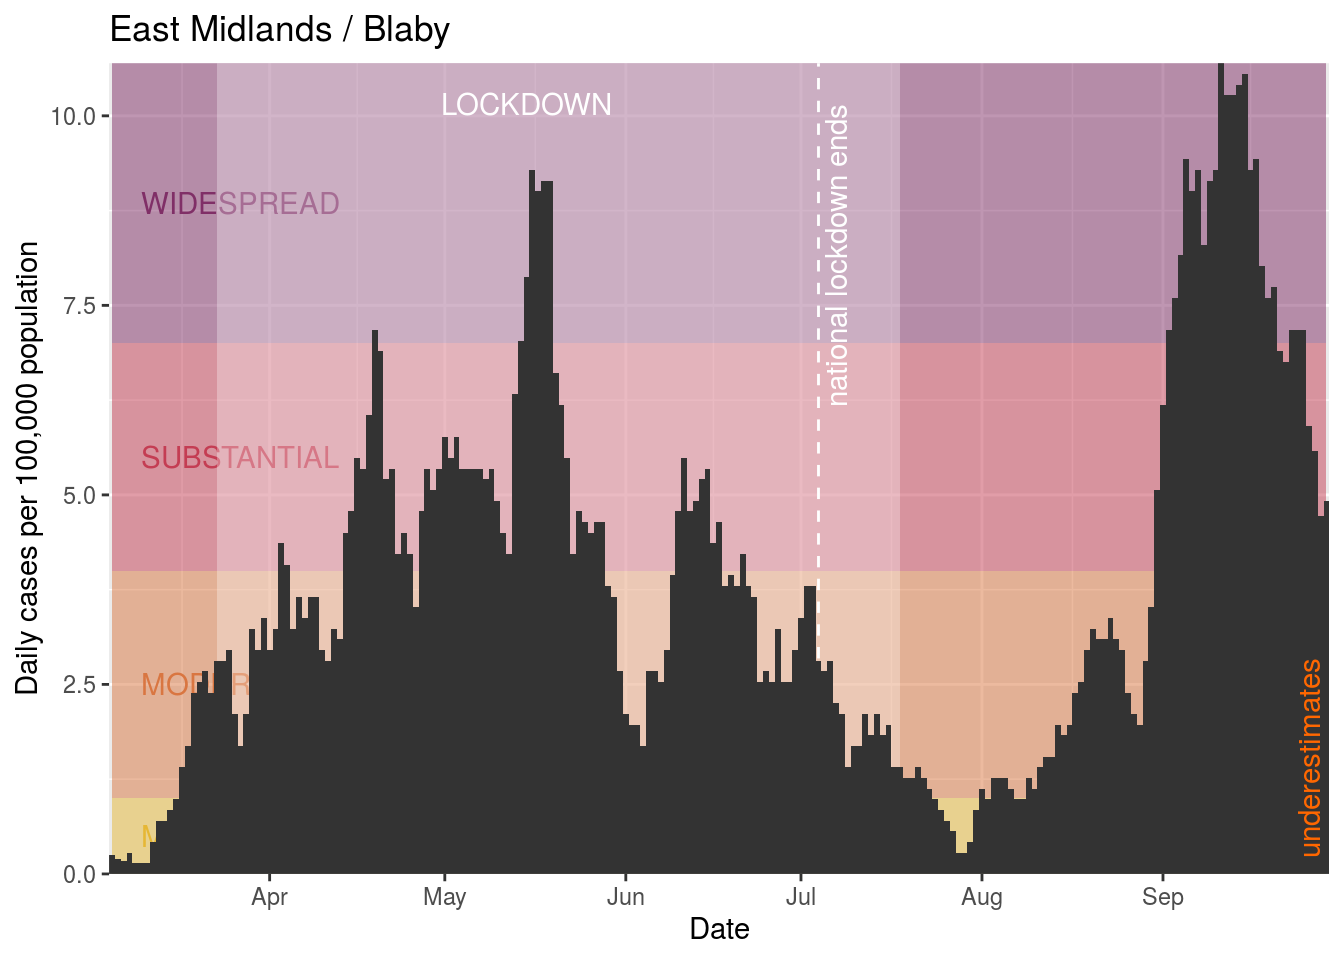 East Midlands / Blaby
LOCKDOWN
national lockdown ends
WIDESPREAD
SUBSTANTIAL
underestimates
10.0
7.5
5.0
2.5
0.0
Daily cases per 100,000 population
Apr May Jun Jul Aug Sep
Date